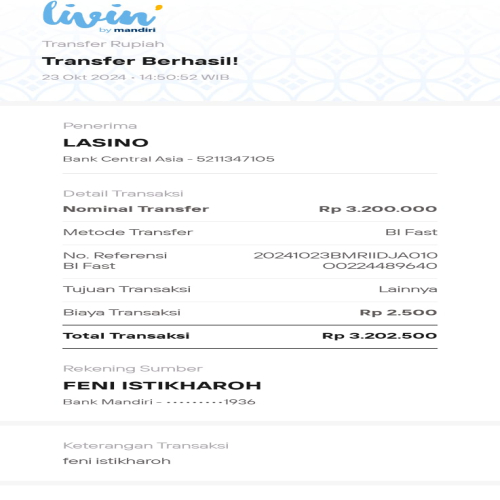 livin'
by mandiri
Transfer Rupiah
Transfer Berhasil!
23 Okt 2024 • 14:50:52 WIB
Penerima
LASINO
Bank Central Asia - 5211347105
Detail Transaksi
Nominal Transfer Rp 3.200.000
Metode Transfer BI Fast
No. Referensi 20241023BMRIIDJA010
BI Fast 00224489640
Tujuan Transaksi Lainnya
Biaya Transaksi Rp 2.500
Total Transaksi Rp 3.202.500
Rekening Sumber
FENI ISTIKHAROH
Bank Mandiri - •••••••••1936
Keterangan Transaksi
feni istikharoh